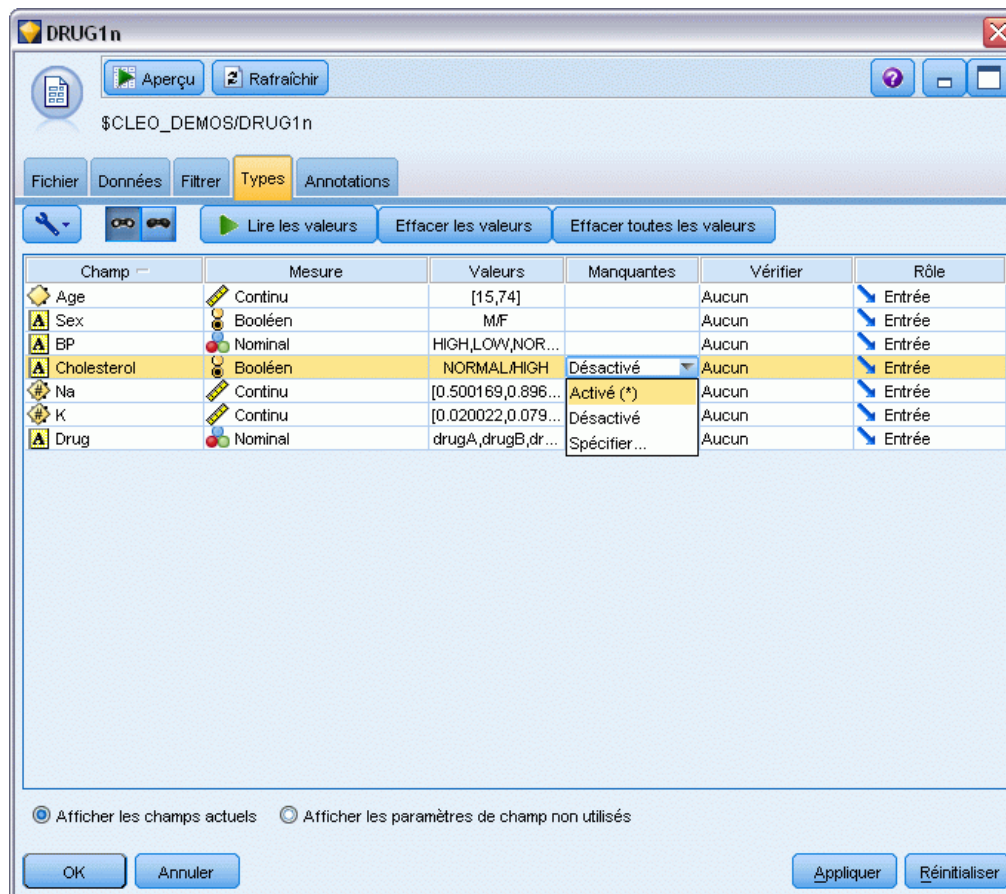 DRUG1n
Aperçu Rafraîchir
$CLEO_DEMOS/DRUG1n
Fichier Données Filtrer Types Annotations
Lire les valeurs Effacer les valeurs Effacer toutes les valeurs
Champ Mesure Valeurs Manquantes Vérifier Rôle
Age Continu [15,74] Aucun Entrée
A Sex Booléen M/F Aucun Entrée
A BP Nominal HIGH,LOW,NOR... Aucun Entrée
A Cholesterol Booléen NORMAL/HIGH Désactivé Aucun Entrée
# Na Continu [0.500169,0.896... Activé (*) Aucun Entrée
# K Continu [0.020022,0.079... Désactivé Aucun Entrée
A Drug Nominal drugA,drugB,dr... Spécifier... Aucun Entrée
Afficher les champs actuels Afficher les paramètres de champ non utilisés
OK Annuler Appliquer Réinitialiser